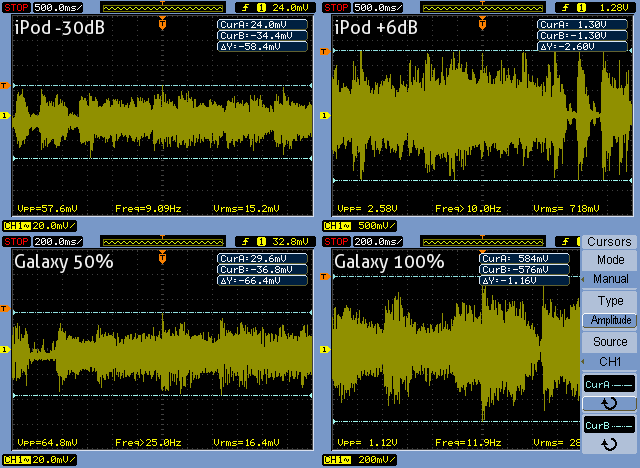 STOP 500.0ms/ T ƒ 1 24.0mV
iPod -30dB
CurA= 24.0mV
CurB=-34.4mV
ΔY=-58.4mV
T
1
Vpp=57.6mV Freq=9.09Hz Vrms=15.2mV
CH1~ 20.0mV/
STOP 500.0ms/ T ƒ 1 1.28V
iPod +6dB
CurA= 1.30V
CurB=-1.30V
ΔY=-2.60V
T
1
Vpp= 2.58V Freq>10.0Hz Vrms= 718mV
CH1~ 500mV/
STOP 200.0ms/ T ƒ 1 32.8mV
Galaxy 50%
CurA=29.6mV
CurB=-36.8mV
ΔY=-66.4mV
T
1
Vpp=64.8mV Freq>25.0Hz Vrms=16.4mV
CH1~ 20.0mV/
STOP 200.0ms/ T ƒ 1
Galaxy 100%
CurA= 584mV
CurB=-576mV
ΔY=-1.16V
T
1
Vpp= 1.12V Freq=11.9Hz Vrms= 28
CH1~ 200mV/
Cursors
Mode
Manual
Type
Amplitude
Source
CH1
CurA
CurB